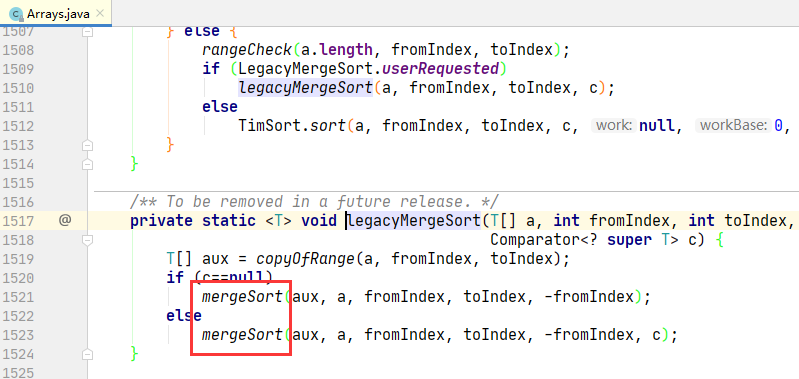 Arrays.java
1507 } else {
1508 rangeCheck(a.length, fromIndex, toIndex);
1509 if (LegacyMergeSort.userRequested)
1510 legacyMergeSort(a, fromIndex, toIndex, c);
1511 else
1512 TimSort.sort(a, fromIndex, toIndex, c, work: null, workBase: 0,
1513 }
1514 }
1515
1516 /** To be removed in a future release. */
1517 @ private static <T> void legacyMergeSort(T[] a, int fromIndex, int toIndex,
1518 Comparator<? super T> c) {
1519 T[] aux = copyOfRange(a, fromIndex, toIndex);
1520 if (c==null)
1521 mergeSort(aux, a, fromIndex, toIndex, -fromIndex);
1522 else
1523 mergeSort(aux, a, fromIndex, toIndex, -fromIndex, c);
1524 }
1525